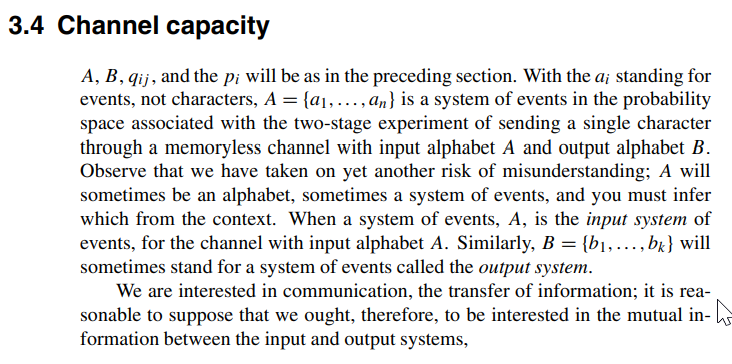 3.4 Channel capacity
A, B, qij, and the pi will be as in the preceding section. With the ai standing for
events, not characters, A = {a1,...,an} is a system of events in the probability
space associated with the two-stage experiment of sending a single character
through a memoryless channel with input alphabet A and output alphabet B.
Observe that we have taken on yet another risk of misunderstanding; A will
sometimes be an alphabet, sometimes a system of events, and you must infer
which from the context. When a system of events, A, is the input system of
events, for the channel with input alphabet A. Similarly, B = {b1,...,bk} will
sometimes stand for a system of events called the output system.
We are interested in communication, the transfer of information; it is rea-
sonable to suppose that we ought, therefore, to be interested in the mutual in-
formation between the input and output systems,